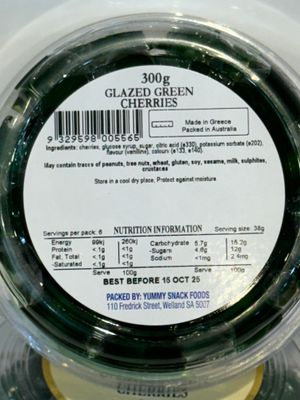 300g
GLAZED GREEN
CHERRIES
9 329598 005565
Made in Greece
Packed in Australia
Ingredients: cherries, glucose syrup, sugar, citric acid (e330), potassium sorbate (e202),
flavour (vanilline), colours (e133, e140).
May contain traces of peanuts, tree nuts, wheat, gluten, soy, sesame, milk, sulphites,
crustaces
Store in a cool dry place. Protect against moisture.
NUTRITION INFORMATION
Servings per pack: 6 Serving size: 38g
Energy 99kj 260kj Carbohydrate 5.7g 15.2g
Protein <.1g <1g -Sugars 4.6g 12g
Fat, Total <.1g <1g Sodium <1mg 2.4mg
-Saturated <.1g <1g
Serve 100g Serve 100g
BEST BEFORE 15 OCT 25
PACKED BY: YUMMY SNACK FOODS
110 Fredrick Street, Welland SA 5007
CHERRIES